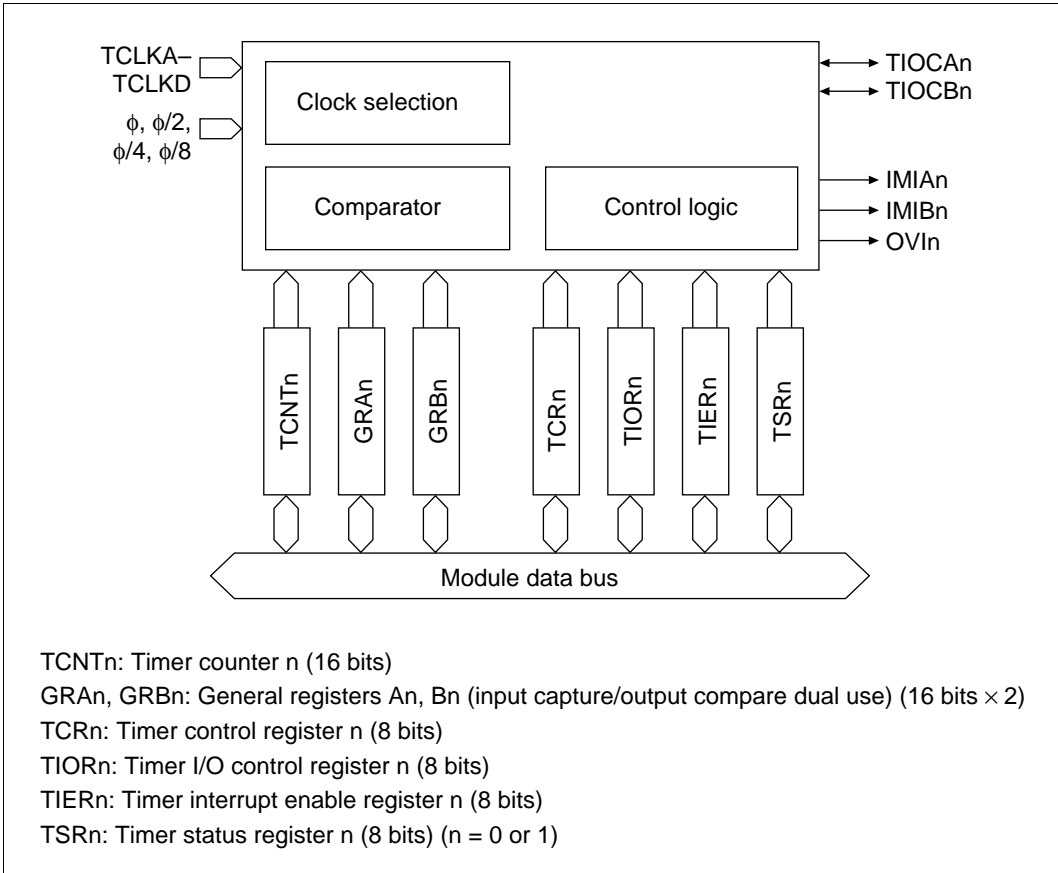 TCLKA–
TCLKD
ϕ, ϕ/2,
ϕ/4, ϕ/8
Clock selection
Comparator
Control logic
TIOCAn
TIOCBn
IMIAn
IMIBn
OVIn
TCNTn
GRAn
GRBn
TCRn
TIORn
TIERn
TSRn
Module data bus
TCNTn: Timer counter n (16 bits)
GRAn, GRBn: General registers An, Bn (input capture/output compare dual use) (16 bits × 2)
TCRn: Timer control register n (8 bits)
TIORn: Timer I/O control register n (8 bits)
TIERn: Timer interrupt enable register n (8 bits)
TSRn: Timer status register n (8 bits) (n = 0 or 1)